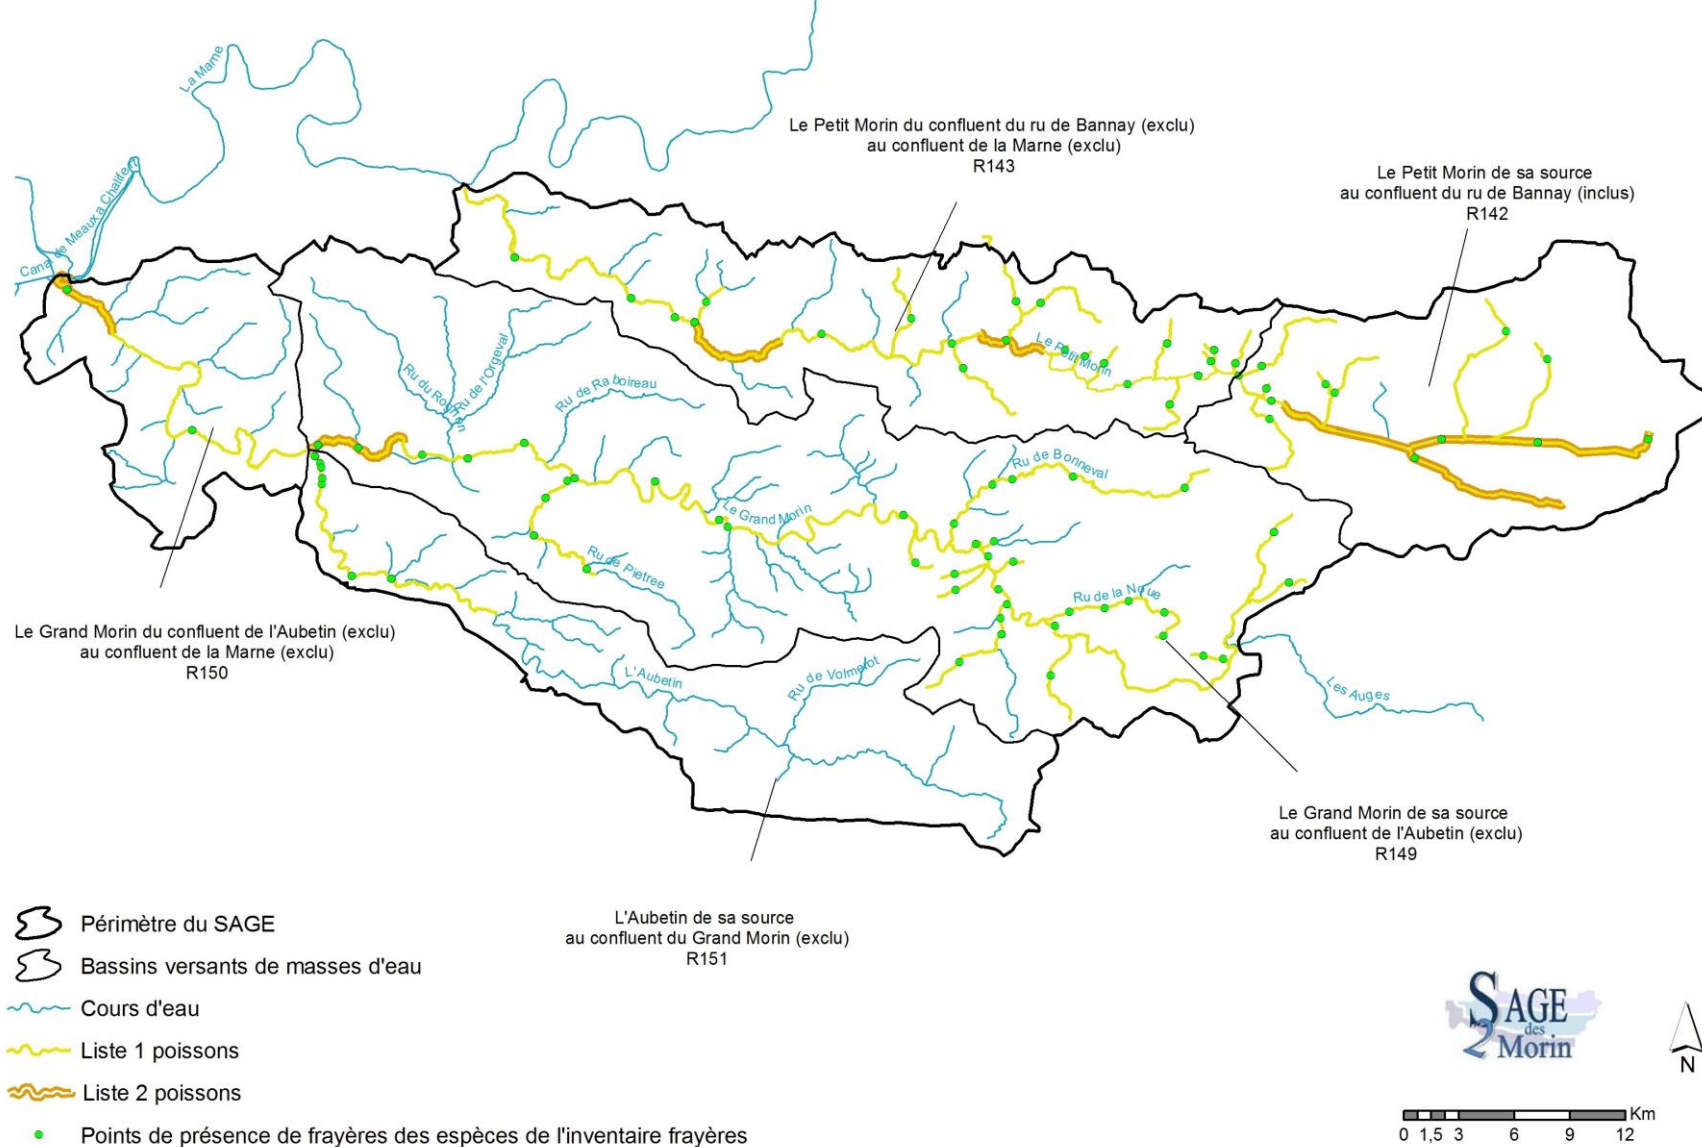 La Marne
Canal de Meaux a Chalifert
Le Petit Morin du confluent du ru de Bannay (exclu)
au confluent de la Marne (exclu)
R143
Le Petit Morin de sa source
au confluent du ru de Bannay (inclus)
R142
Ru du Rognon
Ru de l'Orgeval
Ru de Raboireau
Le Petit Morin
Ru de Bonneval
Le Grand Morin
Ru de Pietree
Ru de la Noue
Le Grand Morin du confluent de l'Aubetin (exclu)
au confluent de la Marne (exclu)
R150
L'Aubetin
Ru de Volmerot
Les Auges
Le Grand Morin de sa source
au confluent de l'Aubetin (exclu)
R149
L'Aubetin de sa source
au confluent du Grand Morin (exclu)
R151
Périmètre du SAGE
Bassins versants de masses d'eau
Cours d'eau
Liste 1 poissons
Liste 2 poissons
Points de présence de frayères des espèces de l'inventaire frayères
SAGE
des
2 Morin
N
Km
0 1,5 3 6 9 12